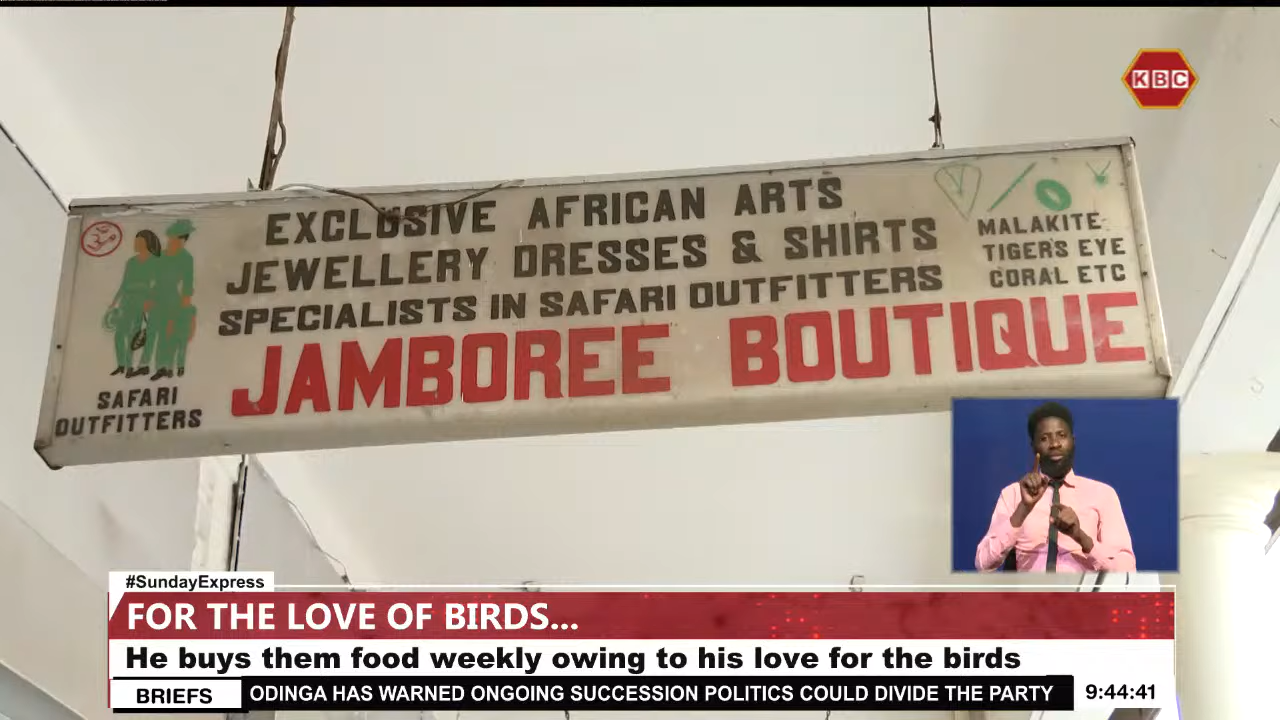 KBC
EXCLUSIVE AFRICAN ARTS
JEWELLERY DRESSES & SHIRTS
SPECIALISTS IN SAFARI OUTFITTERS
JAMBOREE BOUTIQUE
MALAKITE
TIGER'S EYE
CORAL ETC
SAFARI
OUTFITTERS
#SundayExpress
FOR THE LOVE OF BIRDS...
He buys them food weekly owing to his love for the birds
BRIEFS
ODINGA HAS WARNED ONGOING SUCCESSION POLITICS COULD DIVIDE THE PARTY
9:44:41